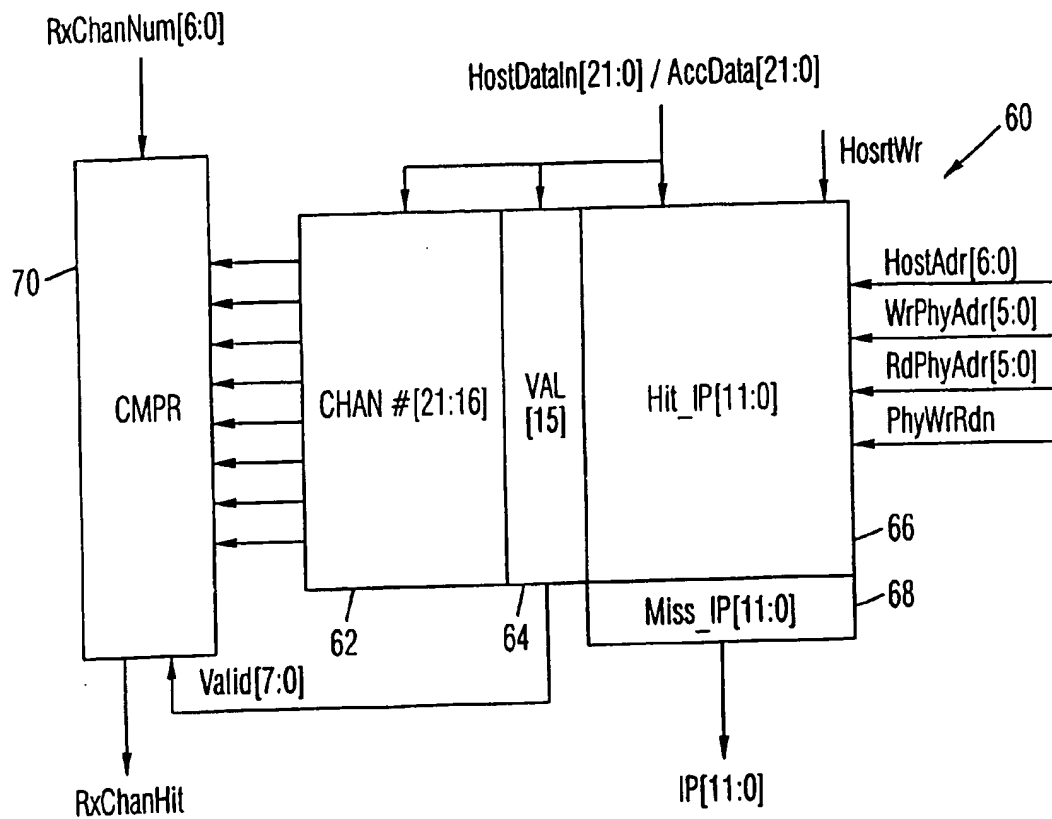 RxChanNum[6:0]
HostDataIn[21:0] / AccData[21:0]
60
HosrtWr
70
HostAdr[6:0]
WrPhyAdr[5:0]
RdPhyAdr[5:0]
PhyWrRdn
CMPR
CHAN #[21:16]
VAL
[15]
Hit_IP[11:0]
66
68
62
64
Miss_IP[11:0]
Valid[7:0]
RxChanHit
IP[11:0]